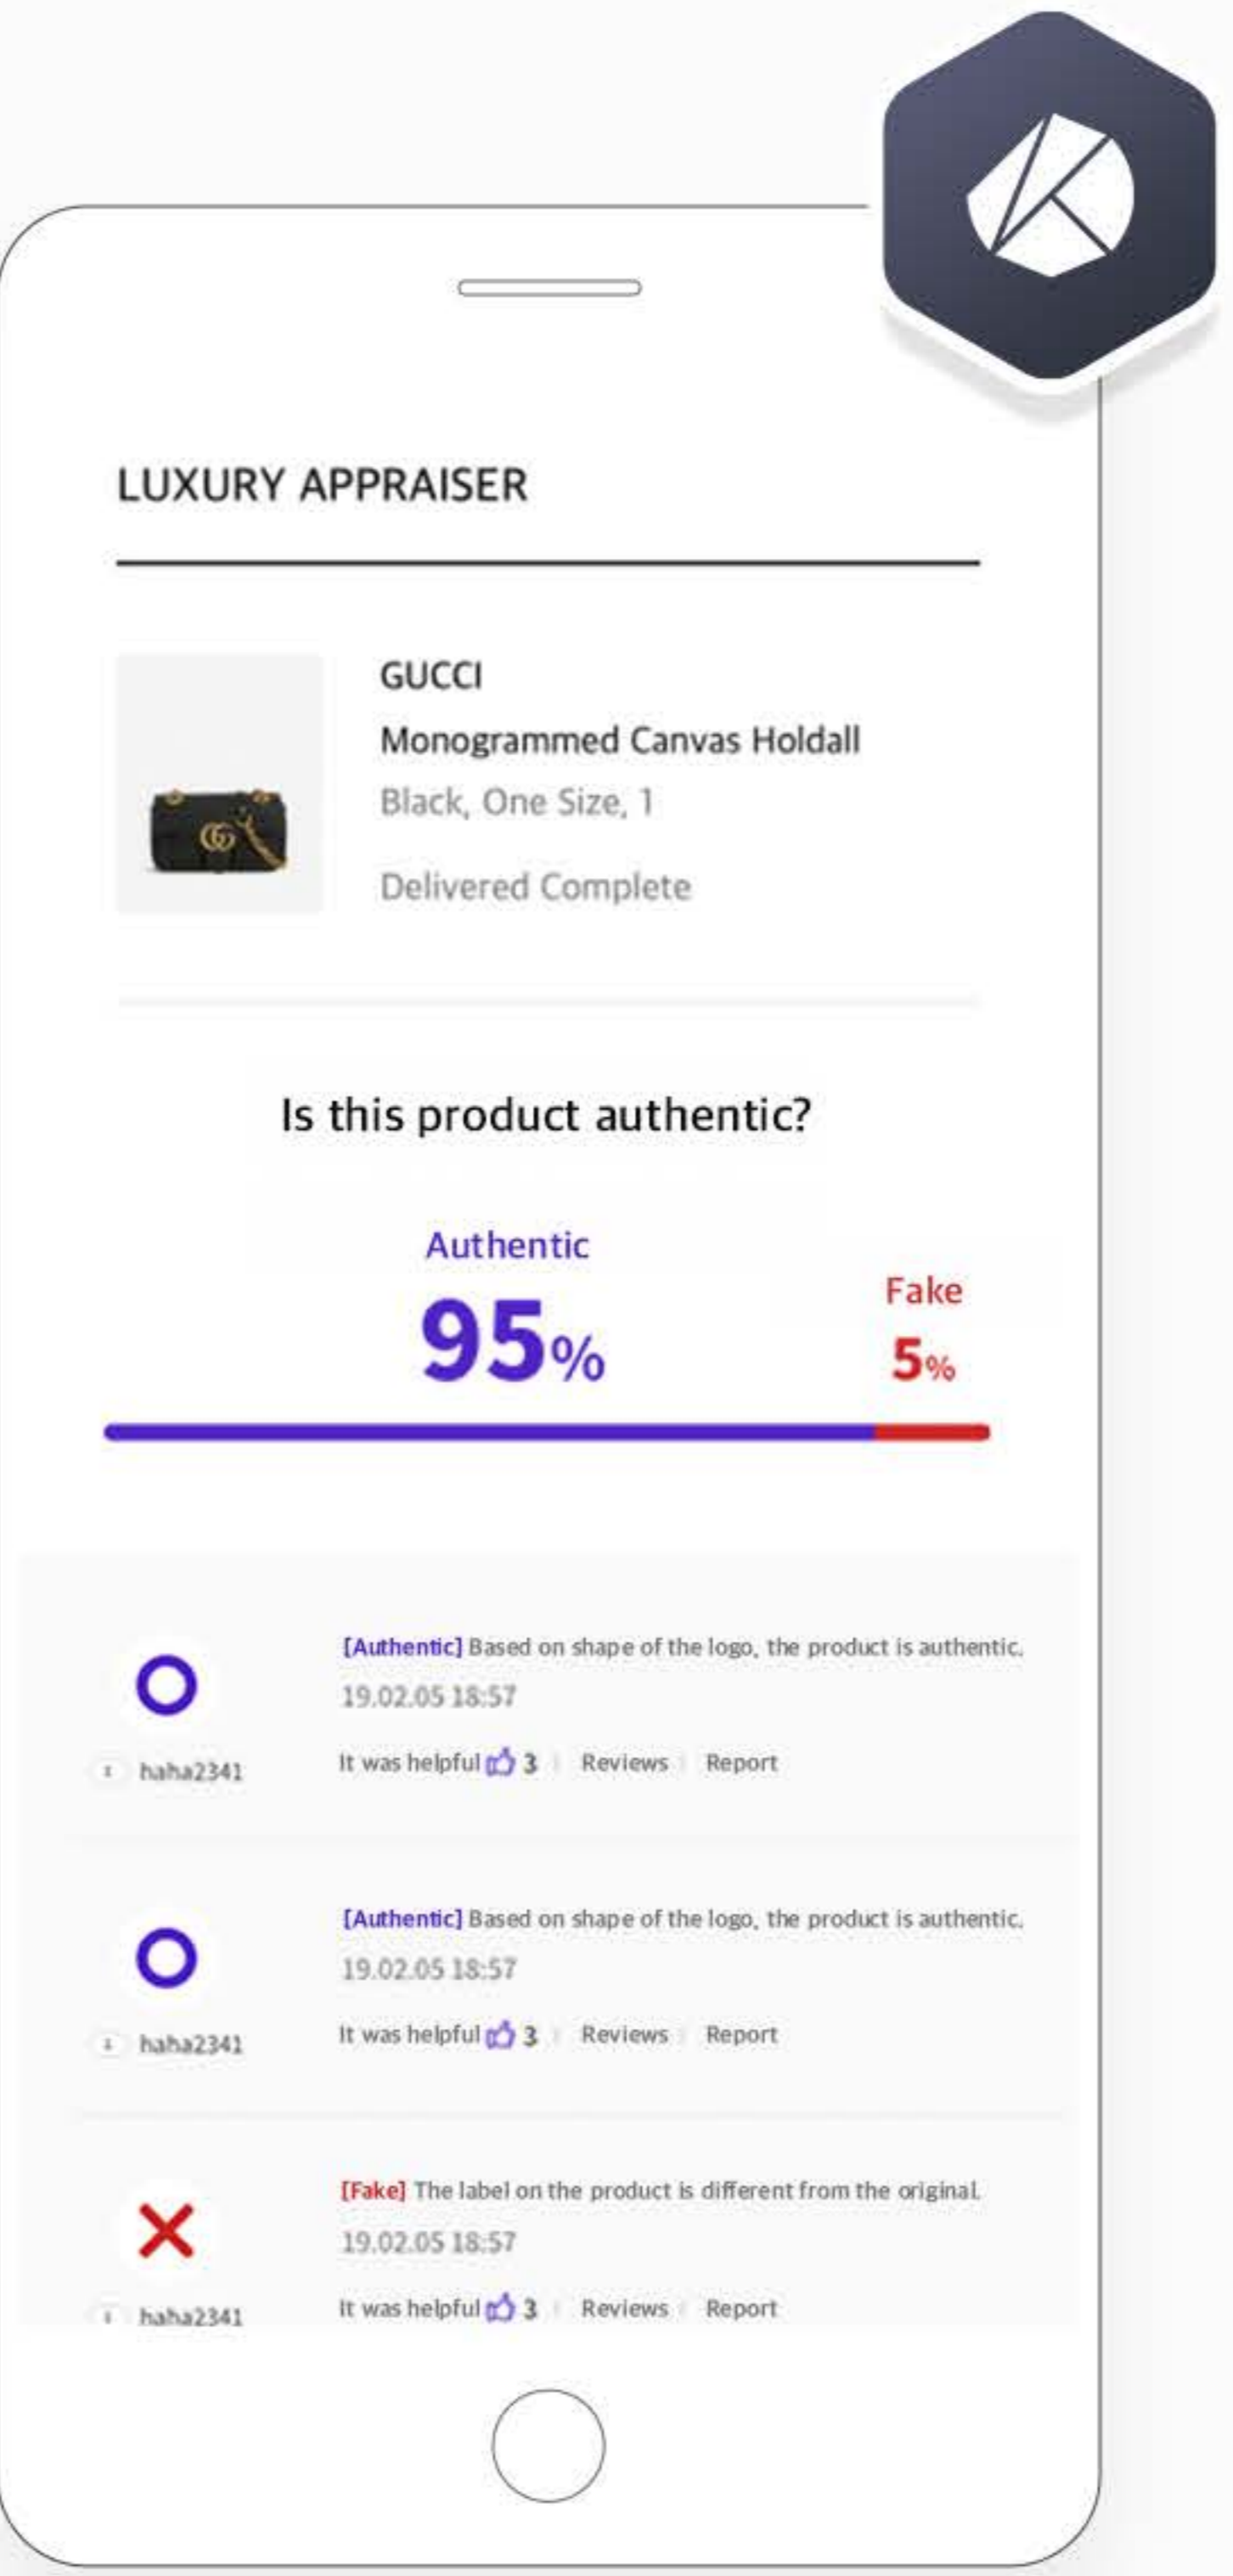 LUXURY APPRAISER
GUCCI
Monogrammed Canvas Holdall
Black, One Size, 1
Delivered Complete
Is this product authentic?
Authentic
Fake
95%
5%
[Authentic] Based on shape of the logo, the product is authentic.
19.02.05 18:57
haha2341
It was helpful 3 Reviews Report
[Authentic] Based on shape of the logo, the product is authentic.
19.02.05 18:57
haha2341
It was helpful 3 Reviews Report
[Fake] The label on the product is different from the original.
19.02.05 18:57
haha2341
It was helpful 3 Reviews Report